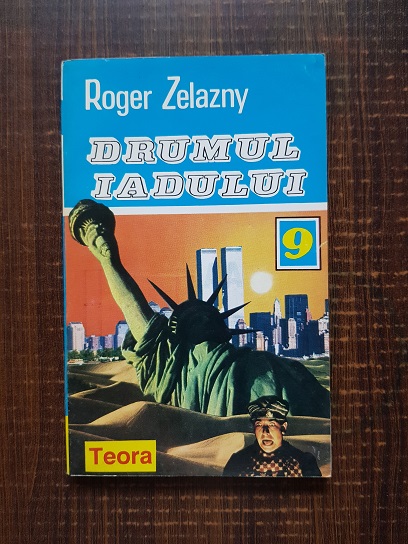 Roger Zelazny
DRUMUL
IADULUI
9
Teora